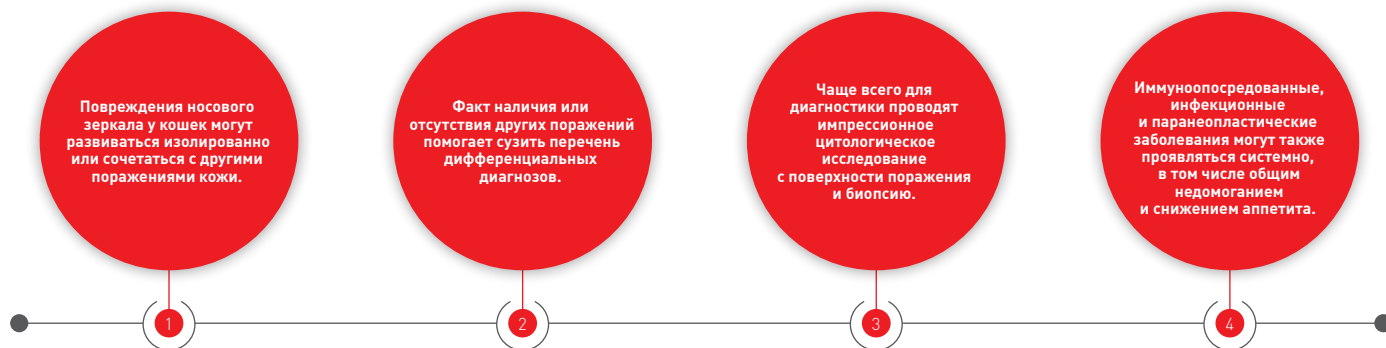 Повреждения носового
зеркала у кошек могут
развиваться изолированно
или сочетаться с другими
поражениями кожи.
Факт наличия или
отсутствия других поражений
помогает сузить перечень
дифференциальных
диагнозов.
Чаще всего для
диагностики проводят
импрессионное
цитологическое
исследование
с поверхности поражения
и биопсию.
Иммуноопосредованные,
инфекционные
и паранеопластические
заболевания могут также
проявляться системно,
в том числе общим
недомоганием
и снижением аппетита.
1
2
3
4